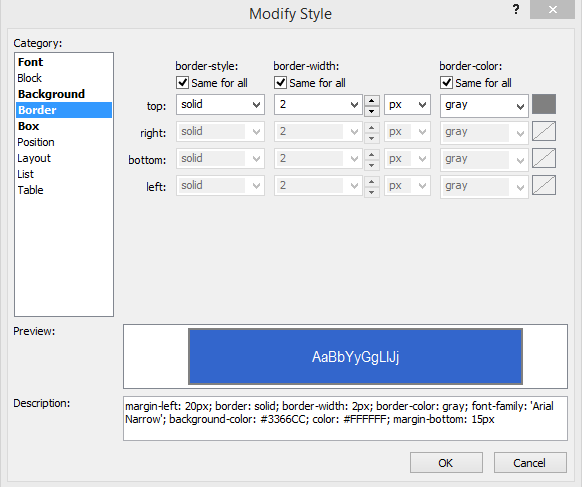 Modify Style
?
Category:
Font
Block
Background
Border
Box
Position
Layout
List
Table
border-style: border-width: border-color:
Same for all Same for all Same for all
top: solid 2 px gray
right: solid 2 px gray
bottom: solid 2 px gray
left: solid 2 px gray
Preview:
AaBbYyGgLlJj
Description:
margin-left: 20px; border: solid; border-width: 2px; border-color: gray; font-family: 'Arial
Narrow'; background-color: #3366CC; color: #FFFFFF; margin-bottom: 15px
OK Cancel